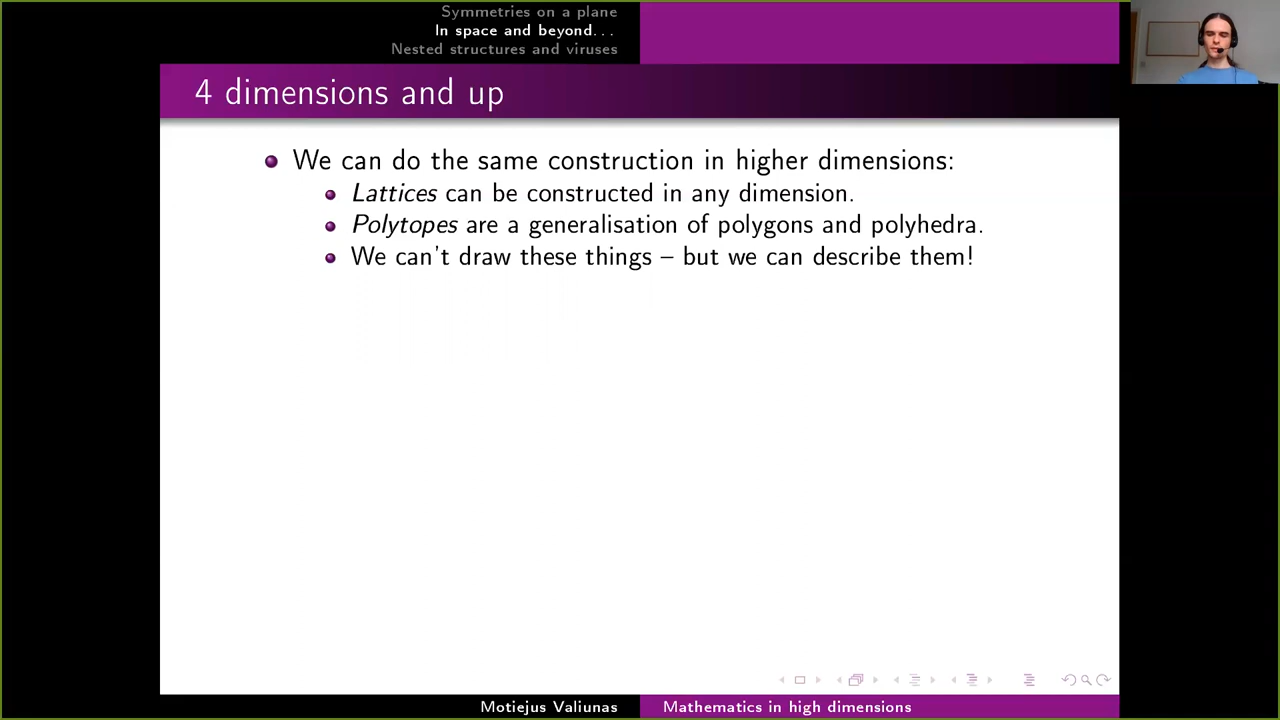 Symmetries on a plane
In space and beyond...
Nested structures and viruses
4 dimensions and up
We can do the same construction in higher dimensions:
Lattices can be constructed in any dimension.
Polytopes are a generalisation of polygons and polyhedra.
We can't draw these things – but we can describe them!
Motiejus Valiunas
Mathematics in high dimensions